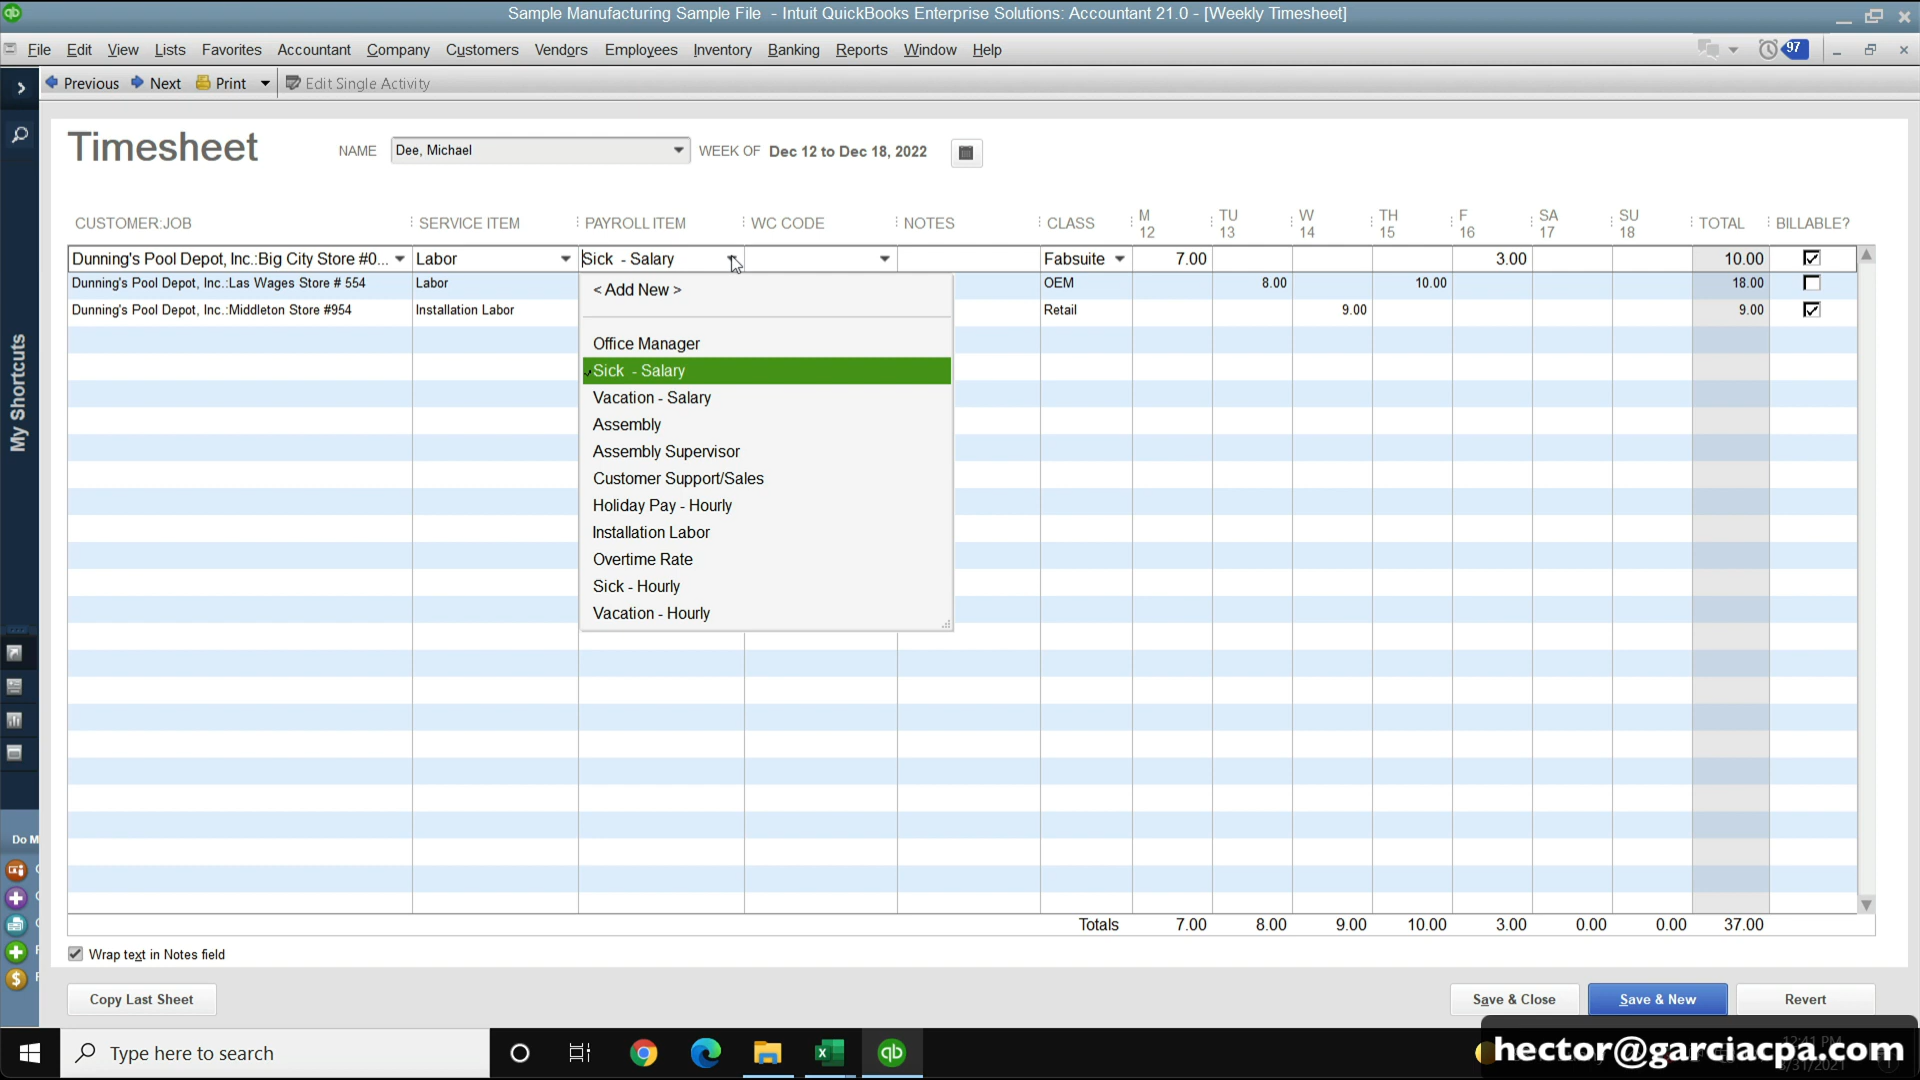 Sample Manufacturing Sample File - Intuit QuickBooks Enterprise Solutions: Accountant 21.0 - [Weekly Timesheet]
File Edit View Lists Favorites Accountant Company Customers Vendors Employees Inventory Banking Reports Window Help 97
Previous Next Print Edit Single Activity
Timesheet NAME Dee, Michael WEEK OF Dec 12 to Dec 18, 2022
CUSTOMER:JOB SERVICE ITEM PAYROLL ITEM WC CODE NOTES CLASS M 12 TU 13 W 14 TH 15 F 16 SA 17 SU 18 TOTAL BILLABLE?
Dunning's Pool Depot, Inc.:Big City Store #0... Labor Sick - Salary Fabsuite 7.00 3.00 10.00
Dunning's Pool Depot, Inc.:Las Wages Store # 554 Labor OEM 8.00 10.00 18.00
Dunning's Pool Depot, Inc.:Middleton Store #954 Installation Labor Retail 9.00 9.00
< Add New >
Office Manager
Sick - Salary
Vacation - Salary
Assembly
Assembly Supervisor
Customer Support/Sales
Holiday Pay - Hourly
Installation Labor
Overtime Rate
Sick - Hourly
Vacation - Hourly
My Shortcuts
Do M
Totals 7.00 8.00 9.00 10.00 3.00 0.00 0.00 37.00
Wrap text in Notes field
Copy Last Sheet Save & Close Save & New Revert
Type here to search
hector@garciacpa.com